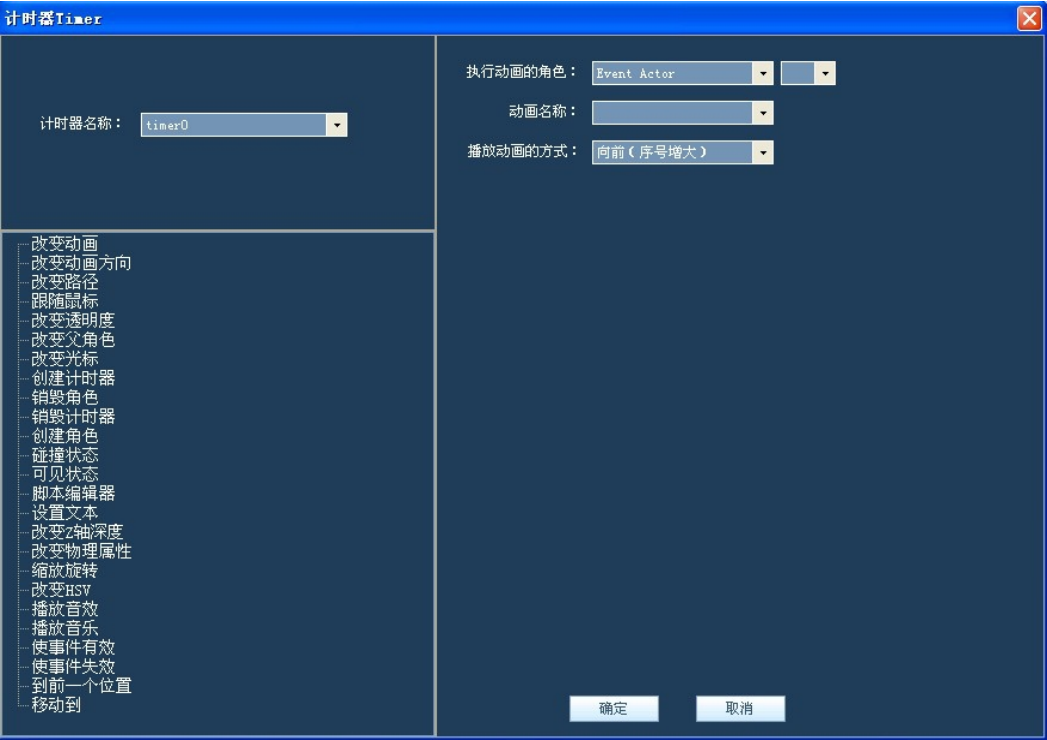 计时器Timer
计时器名称： timer0
执行动画的角色： Event Actor
动画名称：
播放动画的方式： 向前（序号增大）
改变动画
改变动画方向
改变路径
跟随鼠标
改变透明度
改变父角色
改变光标
创建计时器
销毁角色
销毁计时器
创建角色
碰撞状态
可见状态
脚本编辑器
设置文本
改变Z轴深度
改变物理属性
缩放旋转
改变HSV
播放音效
播放音乐
使事件有效
使事件失效
到前一个位置
移动到
确定 取消